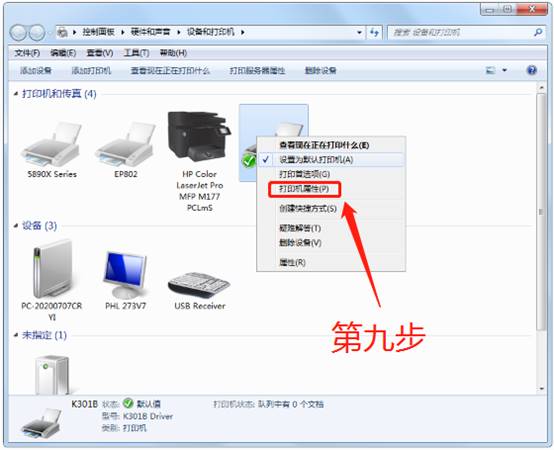 控制面板 ▸ 硬件和声音 ▸ 设备和打印机 ▸
搜索 设备和打印机
文件(F) 编辑(E) 查看(V) 工具(T) 帮助(H)
添加设备 添加打印机 查看现在正在打印什么 打印服务器属性 删除设备
打印机和传真 (4)
5890X Series
EP802
HP Color
LaserJet Pro
MFP M177
PCLmS
查看现在正在打印什么(E)
设置为默认打印机(A)
打印首选项(G)
打印机属性(P)
创建快捷方式(S)
疑难解答(T)
删除设备(V)
属性(R)
设备 (3)
PC-20200707CR
YI
PHL 273V7
USB Receiver
第九步
未指定 (1)
K301B 状态: 默认值 打印机状态: 队列中有 0 个文档
型号: K301B Driver
类别: 打印机